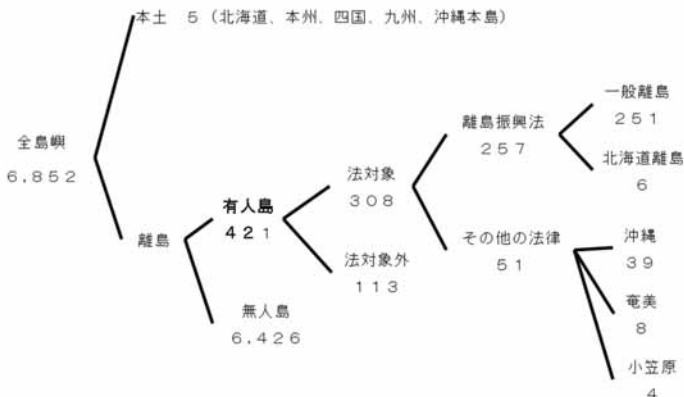 本土 5（北海道、本州、四国、九州、沖縄本島）
全島嶼
6,852
離島
有人島
421
無人島
6,426
法対象
308
法対象外
113
離島振興法
257
その他の法律
51
一般離島
251
北海道離島
6
沖縄
39
奄美
8
小笠原
4